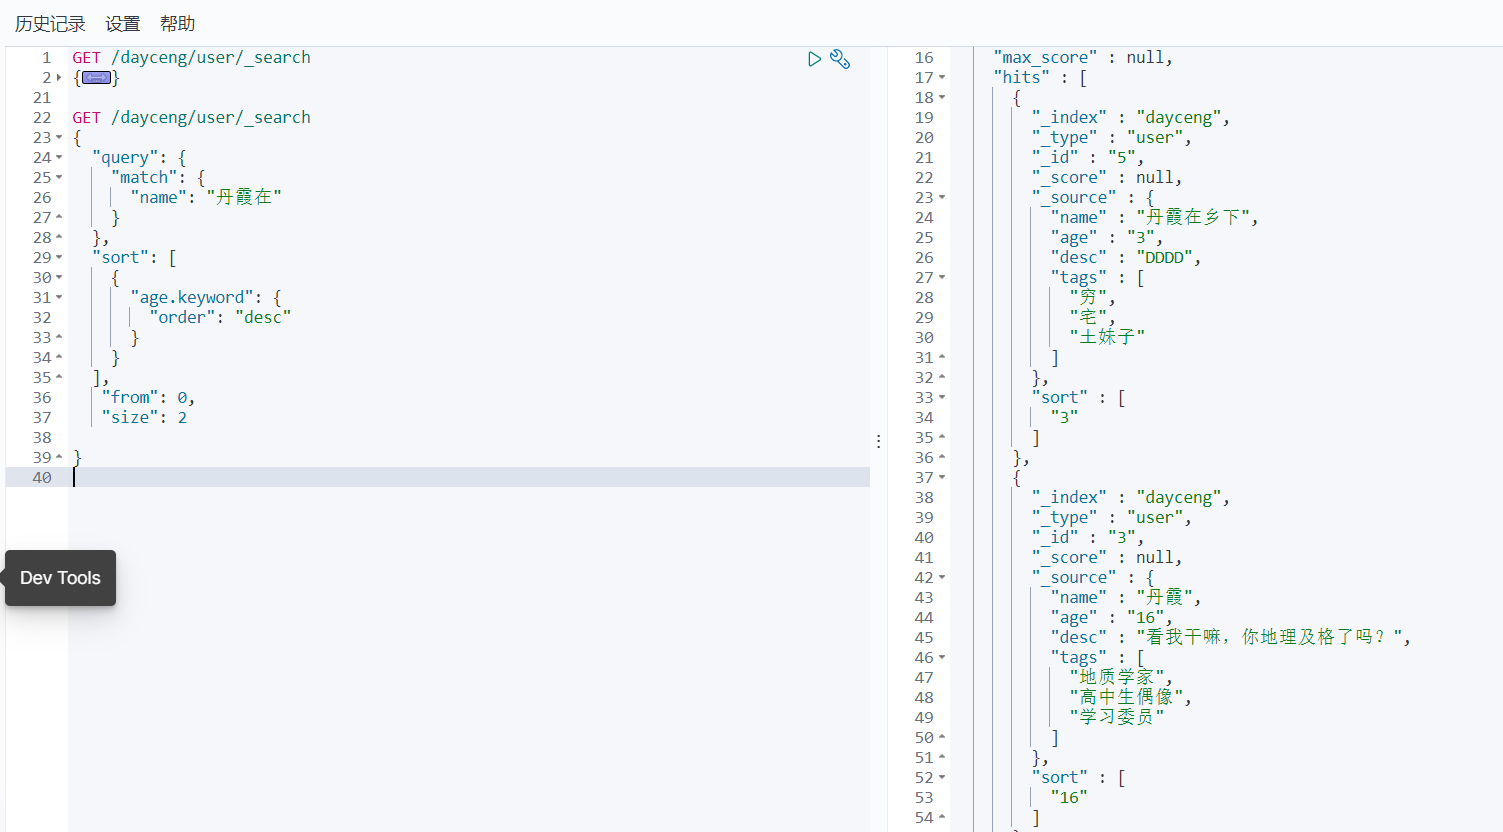 历史记录 设置 帮助
1 GET /dayceng/user/_search
2 {}
21
22 GET /dayceng/user/_search
23 {
24 "query": {
25 "match": {
26 "name": "丹霞在"
27 }
28 },
29 "sort": [
30 {
31 "age.keyword": {
32 "order": "desc"
33 }
34 }
35 ],
36 "from": 0,
37 "size": 2
38
39 }
40
Dev Tools
16 "max_score" : null,
17 "hits" : [
18 {
19 "_index" : "dayceng",
20 "_type" : "user",
21 "_id" : "5",
22 "_score" : null,
23 "_source" : {
24 "name" : "丹霞在乡下",
25 "age" : "3",
26 "desc" : "DDDD",
27 "tags" : [
28 "穷",
29 "宅",
30 "土妹子"
31 ]
32 },
33 "sort" : [
34 "3"
35 ]
36 },
37 {
38 "_index" : "dayceng",
39 "_type" : "user",
40 "_id" : "3",
41 "_score" : null,
42 "_source" : {
43 "name" : "丹霞",
44 "age" : "16",
45 "desc" : "看我干嘛，你地理及格了吗？",
46 "tags" : [
47 "地质学家",
48 "高中生偶像",
49 "学习委员"
50 ]
51 },
52 "sort" : [
53 "16"
54 ]